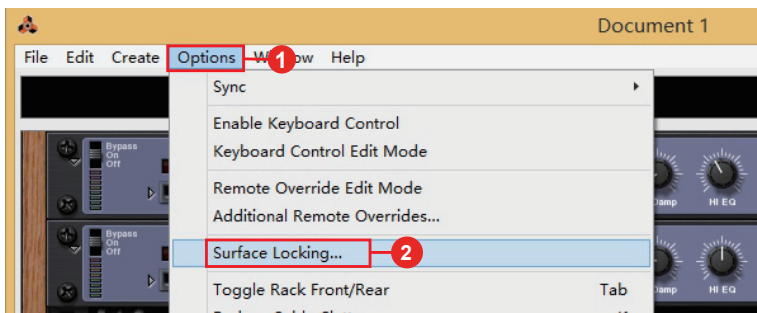 Document 1
File Edit Create Options Help
1
Sync
Enable Keyboard Control
Keyboard Control Edit Mode
Remote Override Edit Mode
Additional Remote Overrides...
Surface Locking...
2
Toggle Rack Front/Rear Tab
Bypass
On
Off
Damp HI EQ
Bypass
On
Off
Damp HI EQ